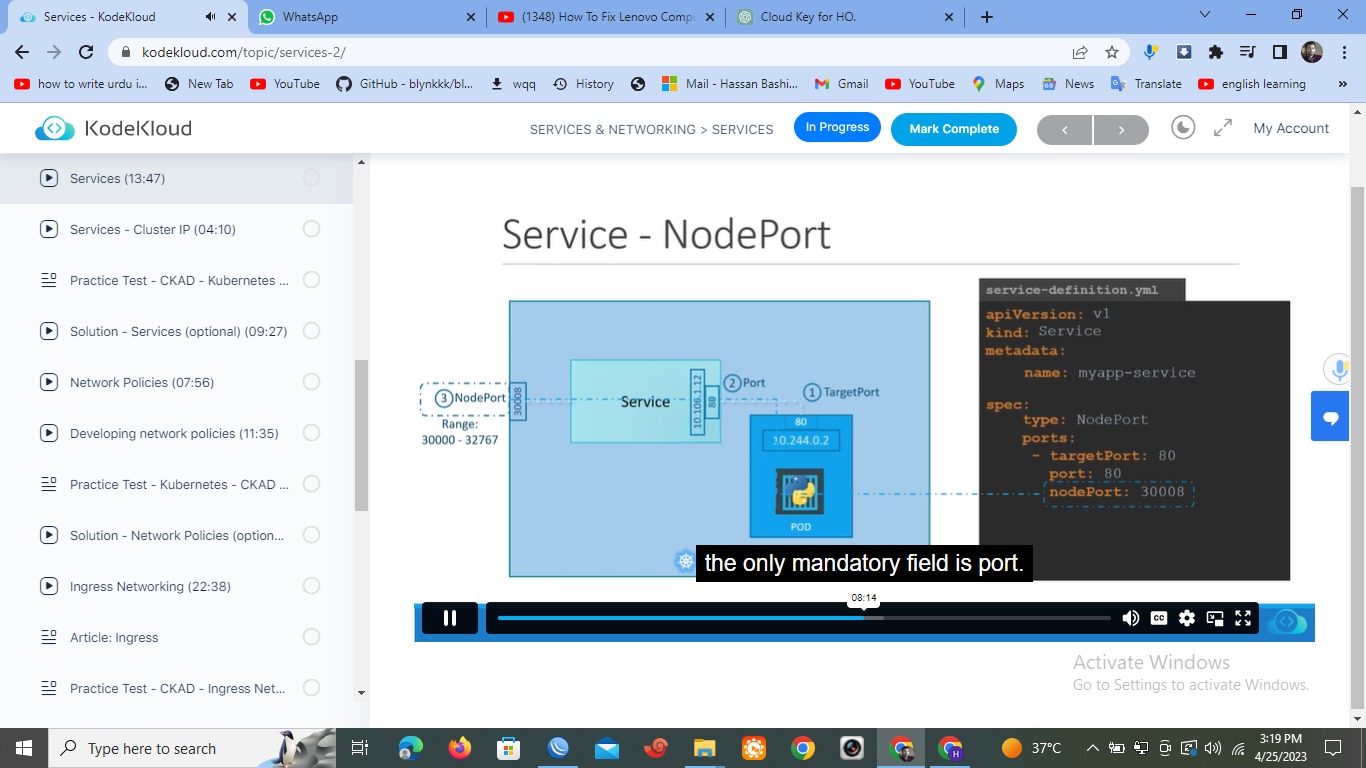 Services - KodeKloud
WhatsApp
(1348) How To Fix Lenovo Compu
Cloud Key for HO.
kodekloud.com/topic/services-2/
how to write urdu i...
New Tab
YouTube
GitHub - blynkkk/bl...
wqq
History
Mail - Hassan Bashi...
Gmail
YouTube
Maps
News
Translate
english learning
»
KodeKloud
SERVICES & NETWORKING > SERVICES
In Progress
Mark Complete
My Account
Services (13:47)
Services - Cluster IP (04:10)
Practice Test - CKAD - Kubernetes ...
Solution - Services (optional) (09:27)
Network Policies (07:56)
Developing network policies (11:35)
Practice Test - Kubernetes - CKAD ...
Solution - Network Policies (option...
Ingress Networking (22:38)
Article: Ingress
Practice Test - CKAD - Ingress Net...
Service - NodePort
3 NodePort
Range:
30000 - 32767
30008
Service
10.106.1.12
80
2 Port
1 TargetPort
80
10.244.0.2
POD
service-definition.yml
apiVersion: v1
kind: Service
metadata:
name: myapp-service
spec:
type: NodePort
ports:
- targetPort: 80
port: 80
nodePort: 30008
the only mandatory field is port.
08:14
CC
Activate Windows
Go to Settings to activate Windows.
Type here to search
H
37°C
3:19 PM
4/25/2023